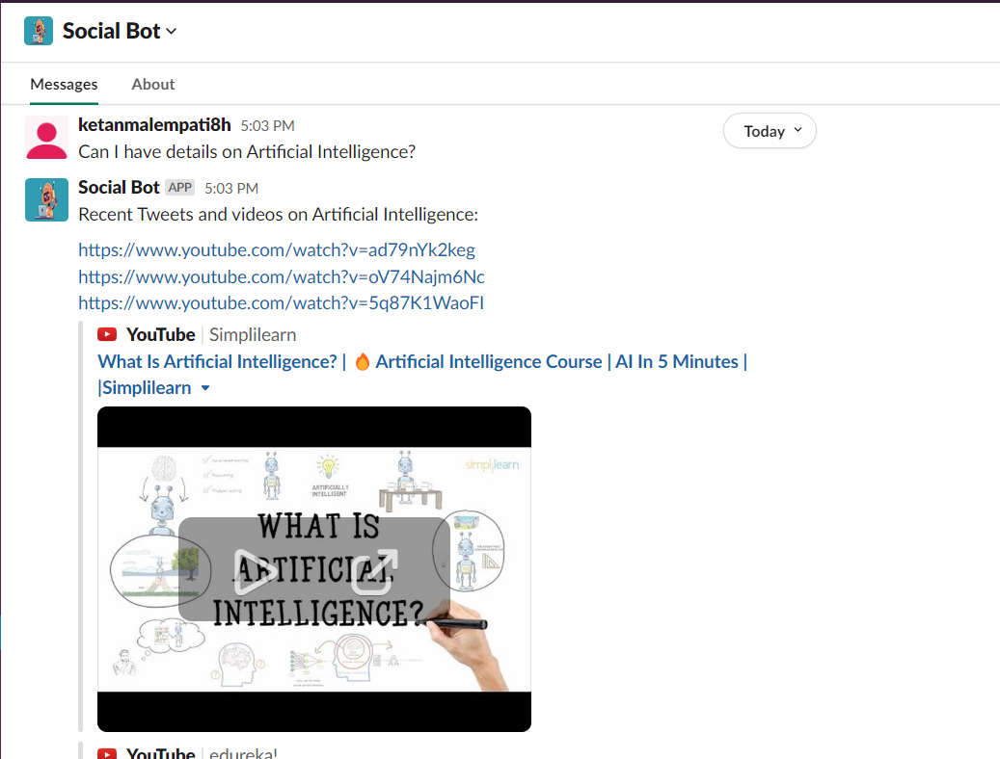 Social Bot
Messages About
ketanmalempati8h 5:03 PM
Today
Can I have details on Artificial Intelligence?
Social Bot APP 5:03 PM
Recent Tweets and videos on Artificial Intelligence:
https://www.youtube.com/watch?v=ad79nYk2keg
https://www.youtube.com/watch?v=oV74Najm6Nc
https://www.youtube.com/watch?v=5q87K1WaoFI
YouTube | Simplilearn
What Is Artificial Intelligence? | 🔥 Artificial Intelligence Course | AI In 5 Minutes |
|Simplilearn
simplilearn
ARTIFICIALLY
INTELLIGENT
WHAT IS
ARTIFICIAL
INTELLIGENCE?
YouTube | edureka!